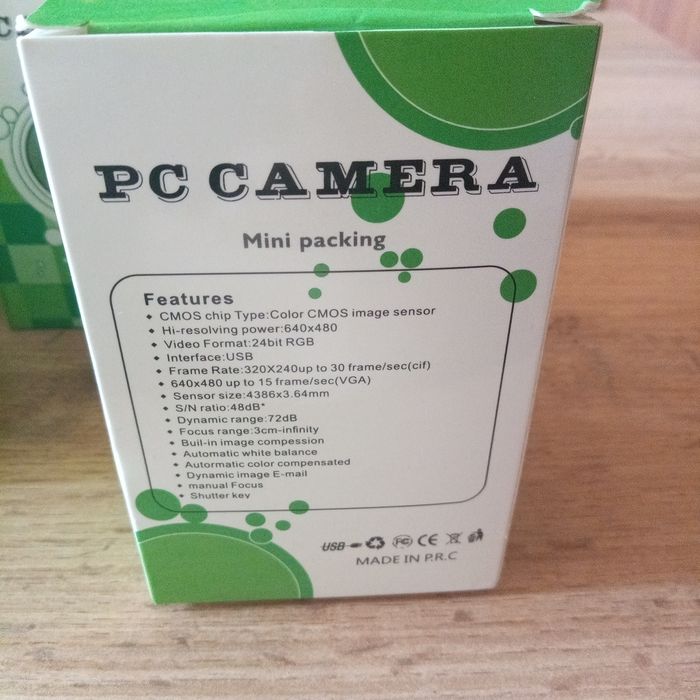 PC CAMERA
Mini packing
Features
• CMOS chip Type:Color CMOS image sensor
• Hi-resolving power:640x480
• Video Format:24bit RGB
• Interface:USB
• Frame Rate:320X240up to 30 frame/sec(cif)
• 640x480 up to 15 frame/sec(VGA)
• Sensor size:4386x3.64mm
• S/N ratio:48dB*
• Dynamic range:72dB
• Focus range:3cm-infinity
• Buil-in image compession
• Automatic white balance
• Autormatic color compensated
• Dynamic image E-mail
• manual Focus
• Shutter key
USB FC CE
MADE IN P.R.C